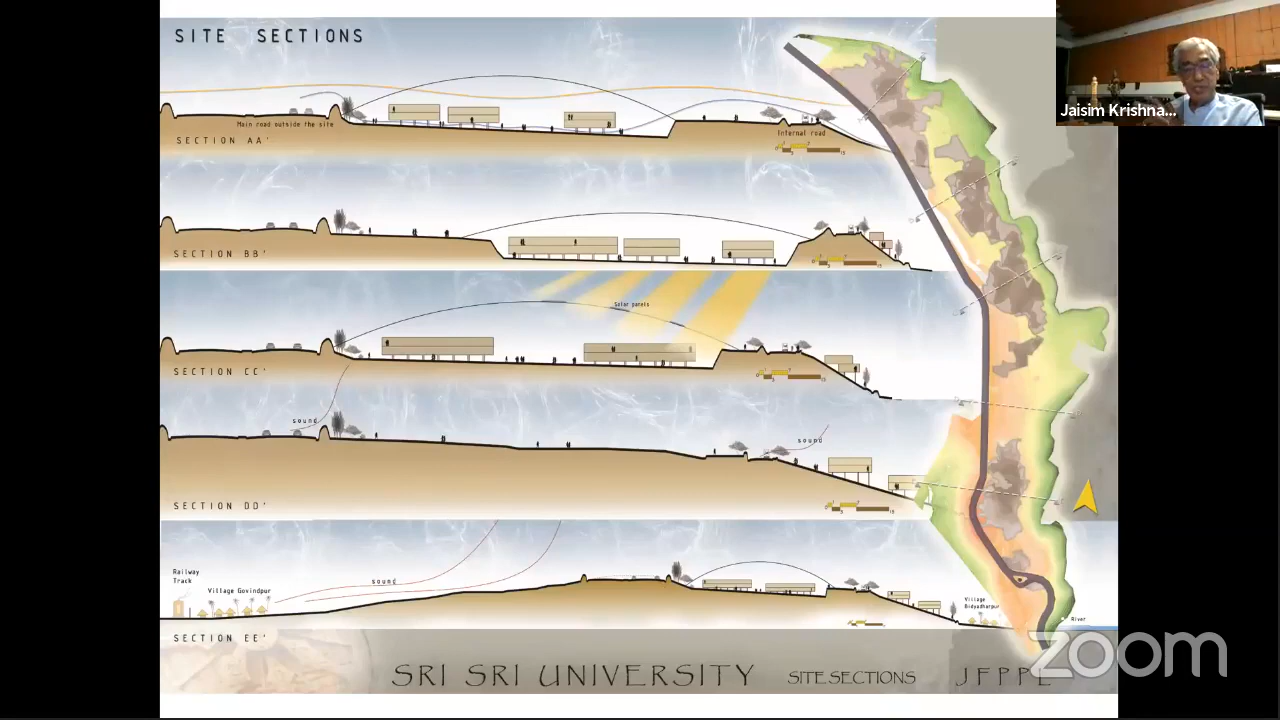 SITE SECTIONS
Jaisim Krishna...
Main road outside the site
Internal road
SECTION AA'
SECTION BB'
Solar panels
SECTION CC'
sound
sound
SECTION DD'
Railway
Track
Village Govindpur
sound
Village
Bidyadharpur
River
SECTION EE'
SRI SRI UNIVERSITY SITE SECTIONS
zoom